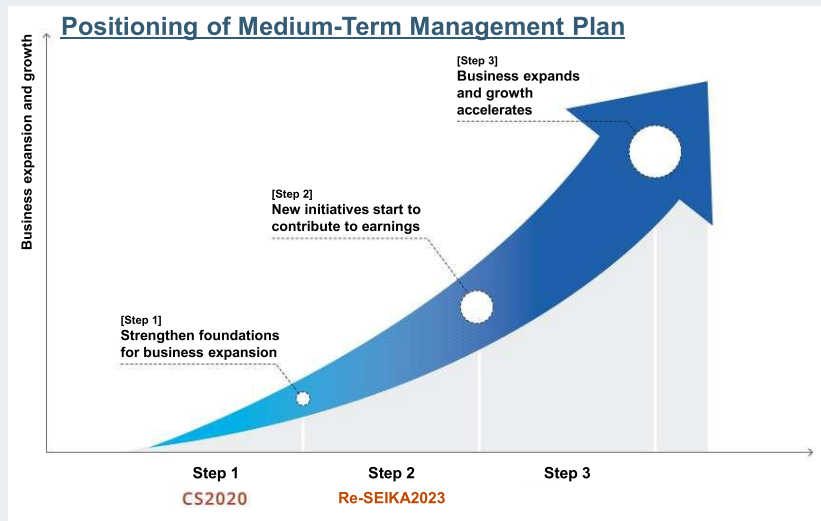 Positioning of Medium-Term Management Plan
Business expansion and growth
[Step 3]
Business expands
and growth
accelerates
[Step 2]
New initiatives start to
contribute to earnings
[Step 1]
Strengthen foundations
for business expansion
Step 1
Step 2
Step 3
CS2020
Re-SEIKA2023